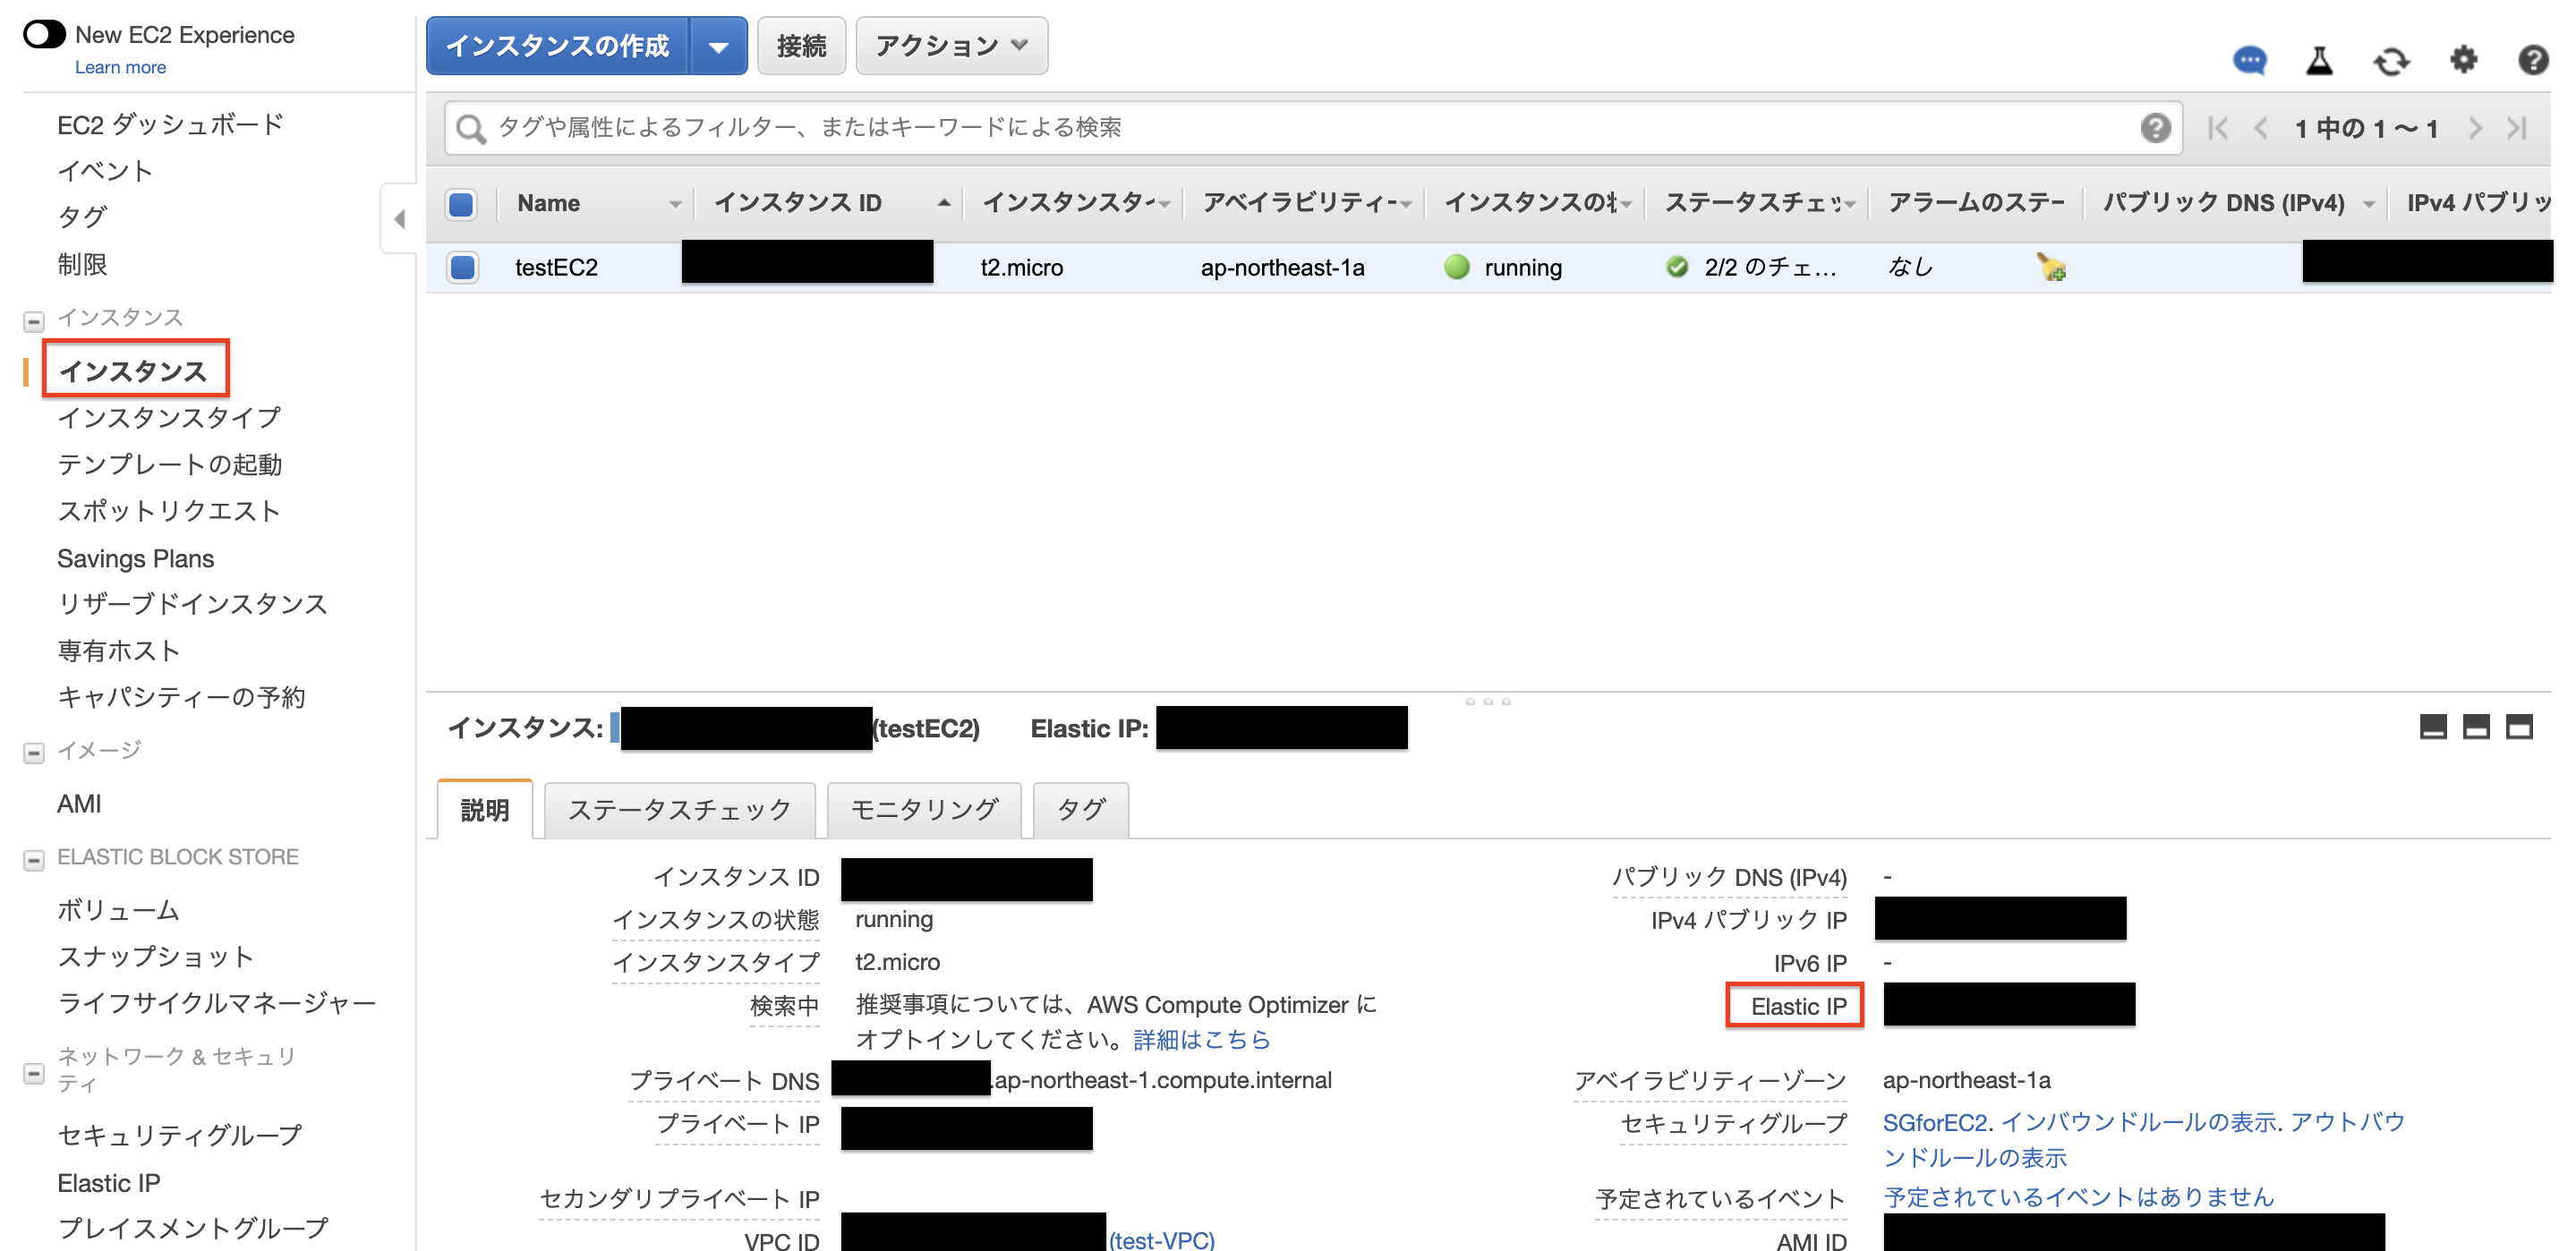 New EC2 Experience
Learn more
EC2 ダッシュボード
イベント
タグ
制限
インスタンス
インスタンス
インスタンスタイプ
テンプレートの起動
スポットリクエスト
Savings Plans
リザーブドインスタンス
専有ホスト
キャパシティーの予約
イメージ
AMI
ELASTIC BLOCK STORE
ボリューム
スナップショット
ライフサイクルマネージャー
ネットワーク & セキュリ
ティ
セキュリティグループ
Elastic IP
プレイスメントグループ
インスタンスの作成 接続 アクション
タグや属性によるフィルター、またはキーワードによる検索 1 中の 1 ～ 1
Name インスタンス ID インスタンスター アベイラビリティー インスタンスの状 ステータスチェッ アラームのステー パブリック DNS (IPv4) IPv4 パブリッ
testEC2 t2.micro ap-northeast-1a running 2/2 のチェ… なし
インスタンス: (testEC2) Elastic IP:
説明 ステータスチェック モニタリング タグ
インスタンス ID
インスタンスの状態 running
インスタンスタイプ t2.micro
検索中 推奨事項については、AWS Compute Optimizer に
オプトインしてください。詳細はこちら
プライベート DNS .ap-northeast-1.compute.internal
プライベート IP
セカンダリプライベート IP
VPC ID (test-VPC)
パブリック DNS (IPv4) -
IPv4 パブリック IP
IPv6 IP -
Elastic IP
アベイラビリティーゾーン ap-northeast-1a
セキュリティグループ SGforEC2. インバウンドルールの表示. アウトバウ
ンドルールの表示
予定されているイベント 予定されているイベントはありません
AMI ID